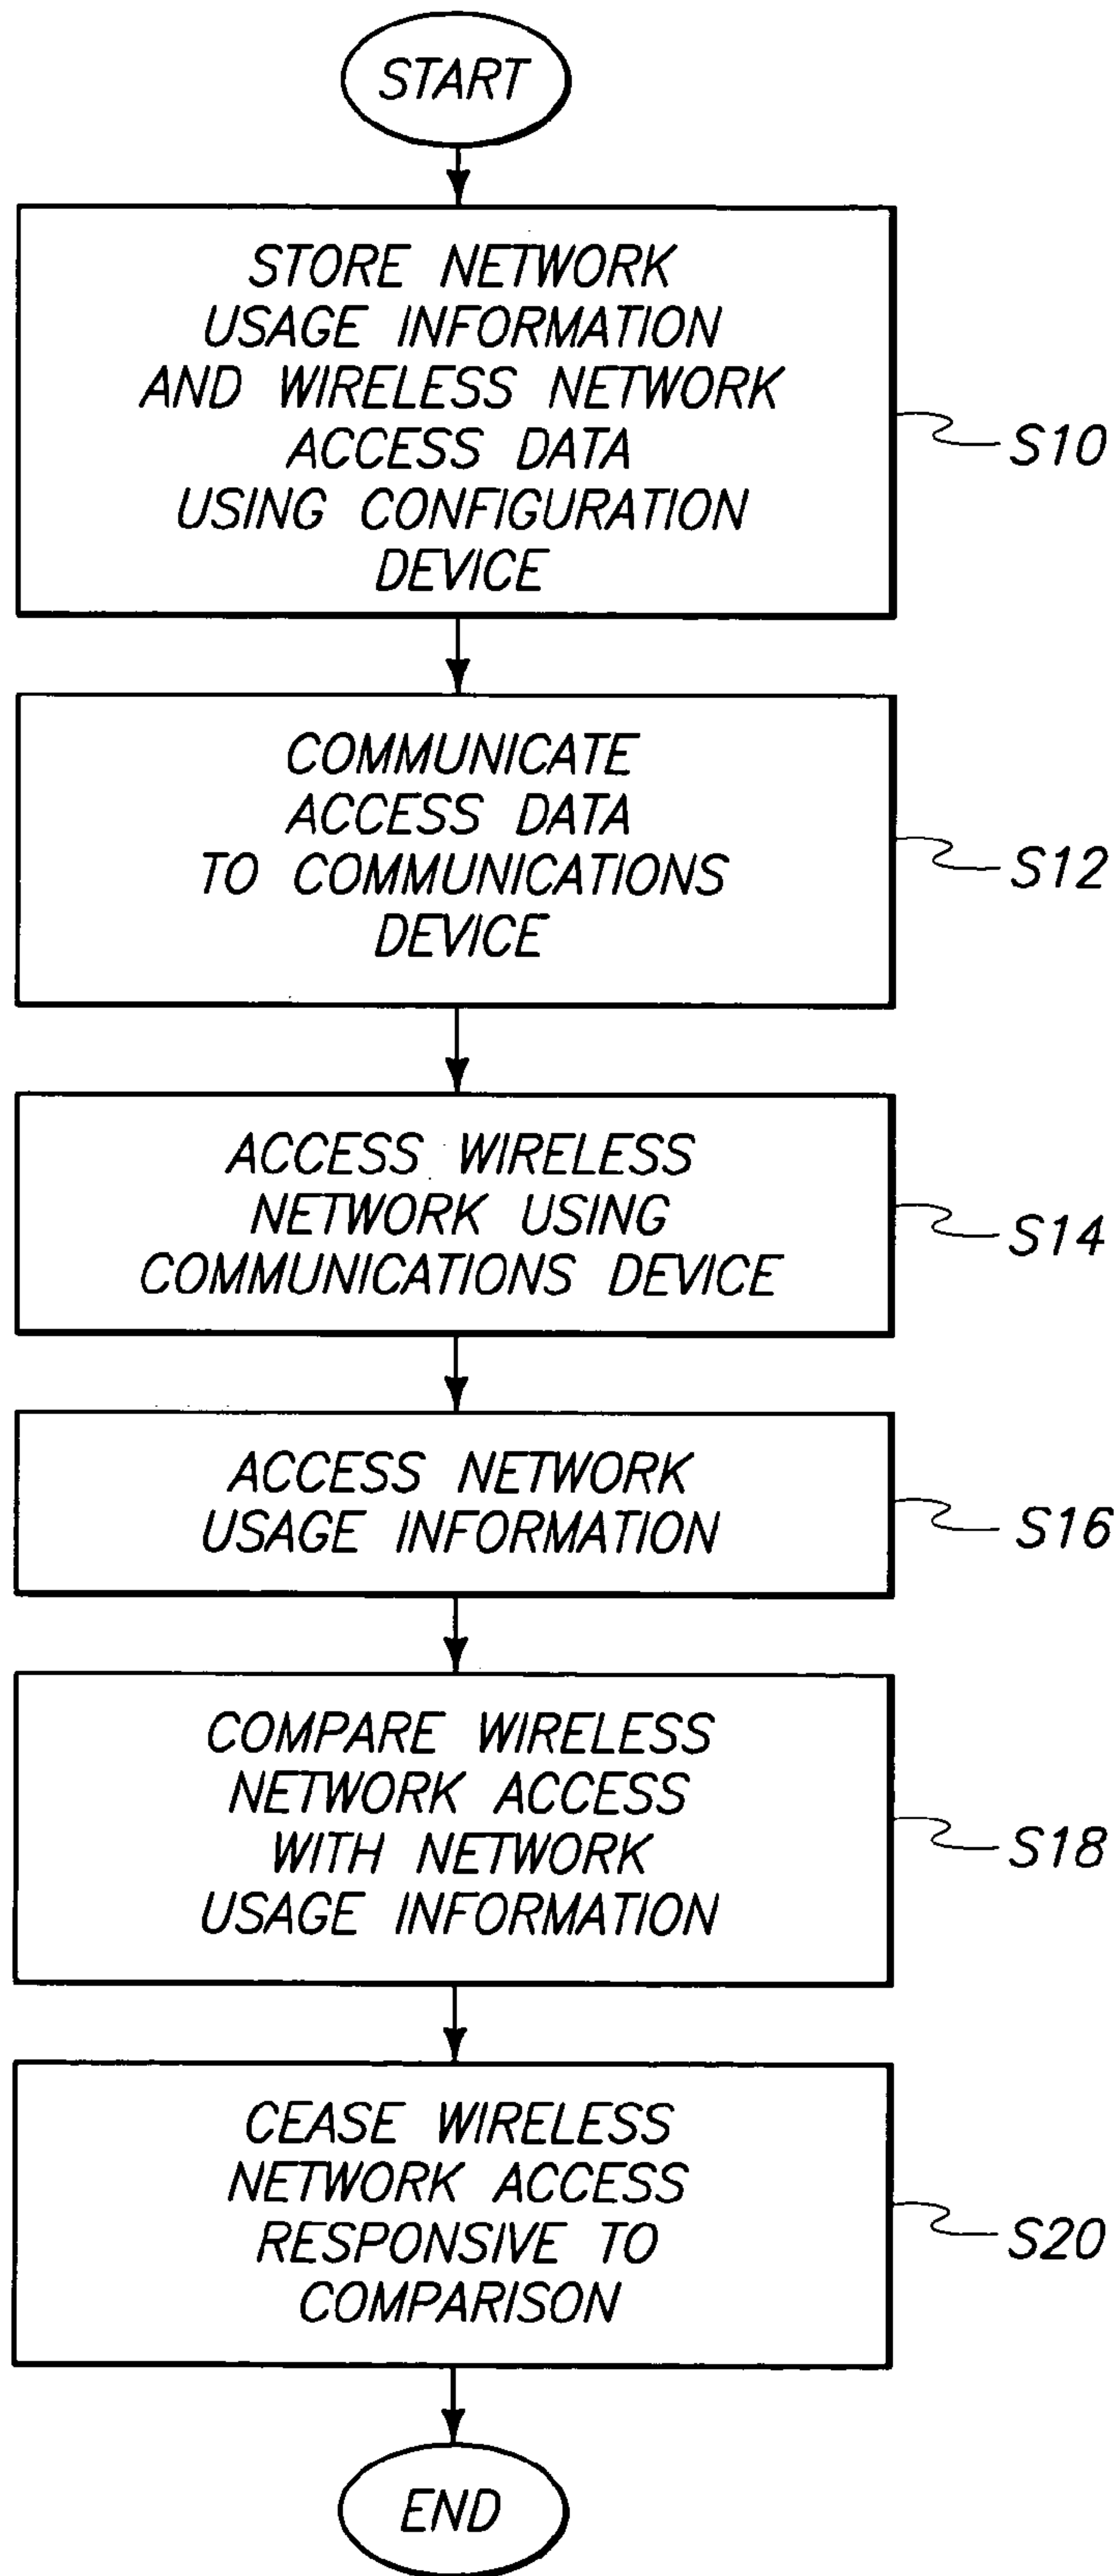 START
STORE NETWORK
USAGE INFORMATION
AND WIRELESS NETWORK
ACCESS DATA
USING CONFIGURATION
DEVICE
S10
COMMUNICATE
ACCESS DATA
TO COMMUNICATIONS
DEVICE
S12
ACCESS WIRELESS
NETWORK USING
COMMUNICATIONS DEVICE
S14
ACCESS NETWORK
USAGE INFORMATION
S16
COMPARE WIRELESS
NETWORK ACCESS
WITH NETWORK
USAGE INFORMATION
S18
CEASE WIRELESS
NETWORK ACCESS
RESPONSIVE TO
COMPARISON
S20
END